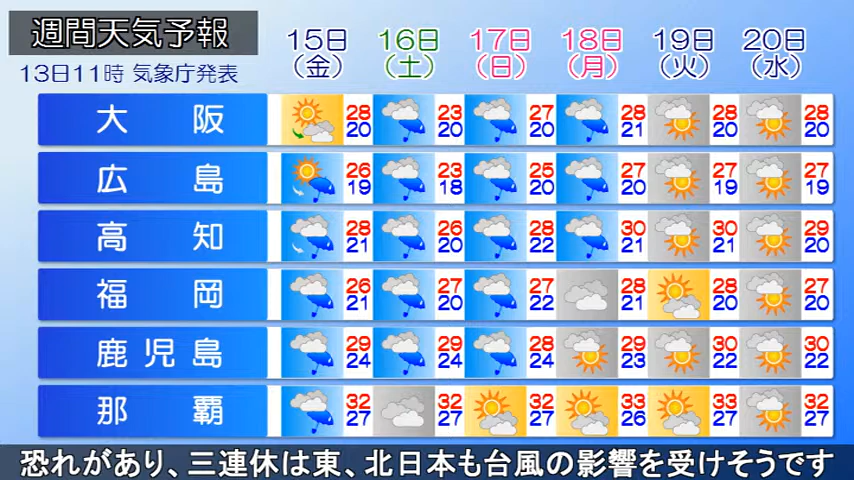 週間天気予報
13日11時 気象庁発表
15日 16日 17日 18日 19日 20日
(金) (土) (日) (月) (火) (水)
大阪 28 20 23 20 27 20 28 21 28 20 28 20
広島 26 19 23 18 25 20 27 20 27 19 27 19
高知 28 21 26 20 28 22 30 21 30 21 29 20
福岡 26 21 27 20 27 22 28 21 28 20 27 20
鹿児島 29 24 29 24 28 24 29 23 30 22 30 22
那覇 32 27 32 27 32 27 33 26 33 27 32 27
恐れがあり、三連休は東、北日本も台風の影響を受けそうです